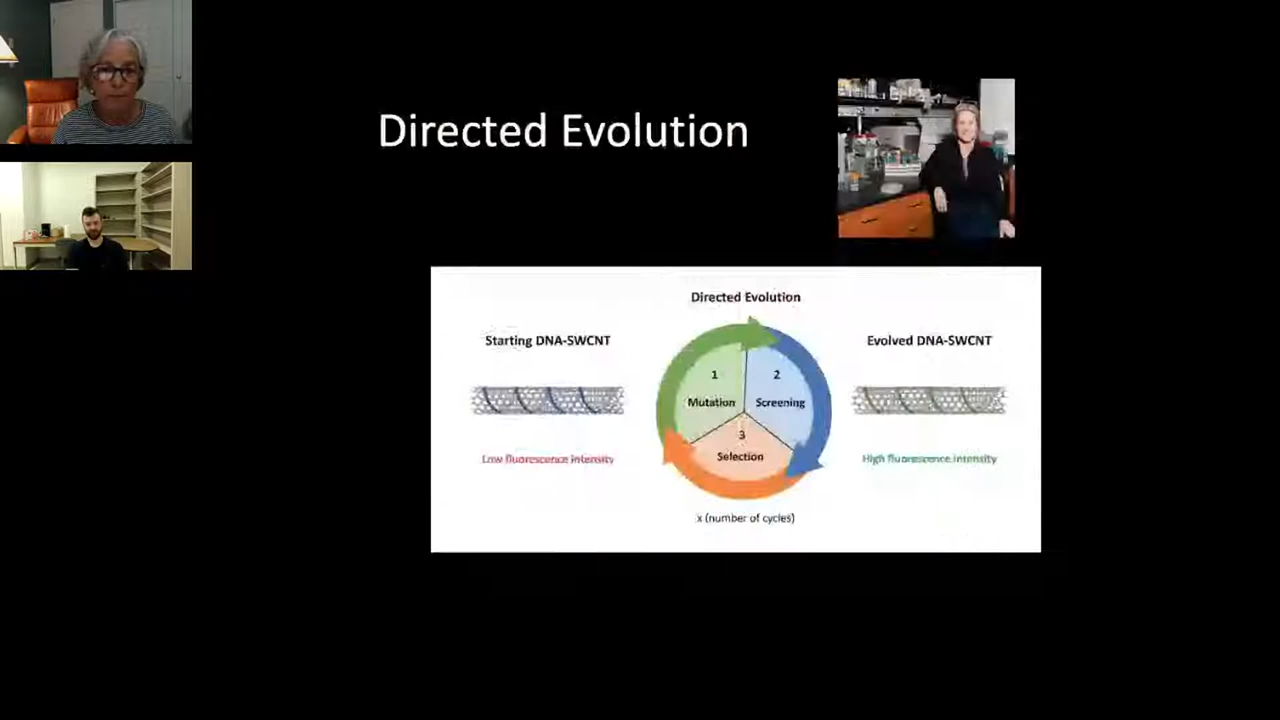 Directed Evolution
Directed Evolution
Starting DNA-SWCNT
Evolved DNA-SWCNT
1
2
Mutation
Screening
3
Selection
Low fluorescence intensity
High fluorescence intensity
x (number of cycles)